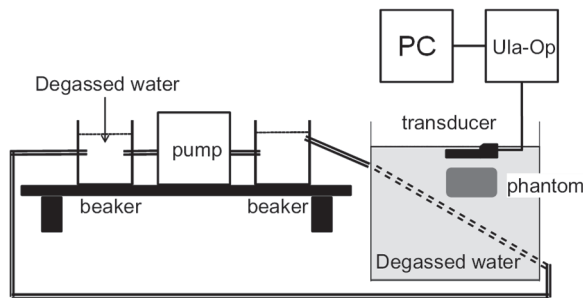 PC
Ula-Op
Degassed water
transducer
pump
phantom
beaker
beaker
Degassed water